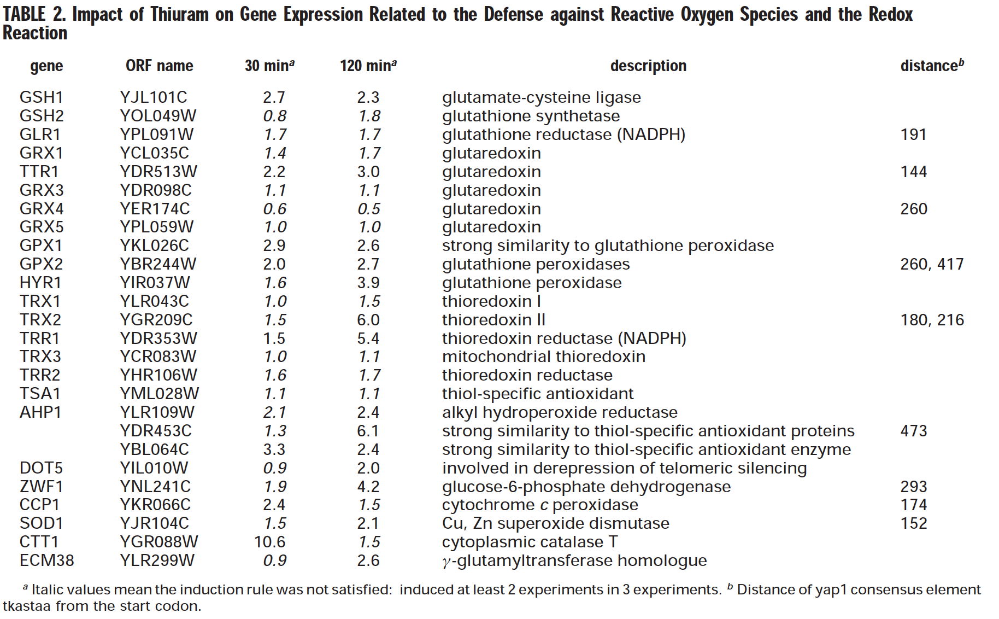 TABLE 2. Impact of Thiuram on Gene Expression Related to the Defense against Reactive Oxygen Species and the Redox
Reaction
gene ORF name 30 min^a 120 min^a description distance^b
GSH1 YJL101C 2.7 2.3 glutamate-cysteine ligase
GSH2 YOL049W 0.8 1.8 glutathione synthetase
GLR1 YPL091W 1.7 1.7 glutathione reductase (NADPH) 191
GRX1 YCL035C 1.4 1.7 glutaredoxin
TTR1 YDR513W 2.2 3.0 glutaredoxin 144
GRX3 YDR098C 1.1 1.1 glutaredoxin
GRX4 YER174C 0.6 0.5 glutaredoxin 260
GRX5 YPL059W 1.0 1.0 glutaredoxin
GPX1 YKL026C 2.9 2.6 strong similarity to glutathione peroxidase
GPX2 YBR244W 2.0 2.7 glutathione peroxidases 260, 417
HYR1 YIR037W 1.6 3.9 glutathione peroxidase
TRX1 YLR043C 1.0 1.5 thioredoxin I
TRX2 YGR209C 1.5 6.0 thioredoxin II 180, 216
TRR1 YDR353W 1.5 5.4 thioredoxin reductase (NADPH)
TRX3 YCR083W 1.0 1.1 mitochondrial thioredoxin
TRR2 YHR106W 1.6 1.7 thioredoxin reductase
TSA1 YML028W 1.1 1.1 thiol-specific antioxidant
AHP1 YLR109W 2.1 2.4 alkyl hydroperoxide reductase
YDR453C 1.3 6.1 strong similarity to thiol-specific antioxidant proteins 473
YBL064C 3.3 2.4 strong similarity to thiol-specific antioxidant enzyme
DOT5 YIL010W 0.9 2.0 involved in derepression of telomeric silencing
ZWF1 YNL241C 1.9 4.2 glucose-6-phosphate dehydrogenase 293
CCP1 YKR066C 2.4 1.5 cytochrome c peroxidase 174
SOD1 YJR104C 1.5 2.1 Cu, Zn superoxide dismutase 152
CTT1 YGR088W 10.6 1.5 cytoplasmic catalase T
ECM38 YLR299W 0.9 2.6 γ-glutamyltransferase homologue
^a Italic values mean the induction rule was not satisfied: induced at least 2 experiments in 3 experiments. ^b Distance of yap1 consensus element
tkastaa from the start codon.